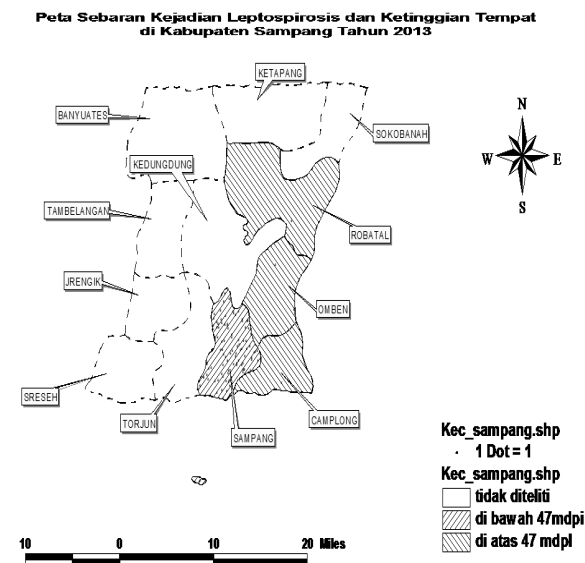 Peta Sebaran Kejadian Leptospirosis dan Ketinggian Tempat
di Kabupaten Sampang Tahun 2013
KETAPANG
BANYUATES
SOKOBANAH
KEDUNGDUNG
TAMBELANGAN
ROBATAL
JRENGIK
OMBEN
SRESEH
TORJUN
SAMPANG
CAMPLONG
N
W E
S
Kec_sampang.shp
1 Dot = 1
Kec_sampang.shp
tidak diteliti
di bawah 47mdpl
di atas 47 mdpl
10 0 10 20 Miles